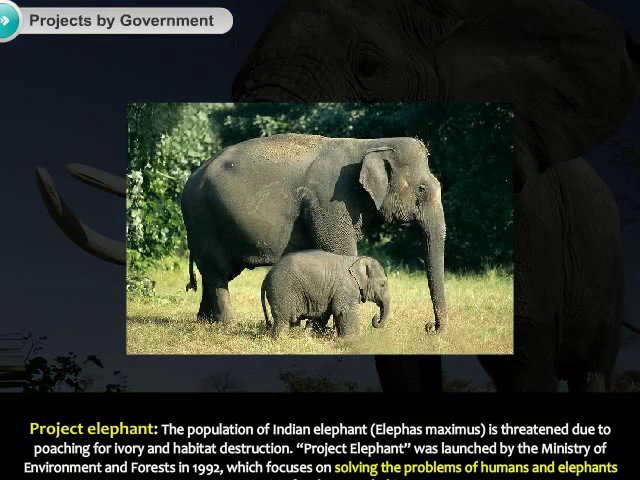 Projects by Government
Project elephant: The population of Indian elephant (Elephas maximus) is threatened due to
poaching for ivory and habitat destruction. “Project Elephant” was launched by the Ministry of
Environment and Forests in 1992, which focuses on solving the problems of humans and elephants